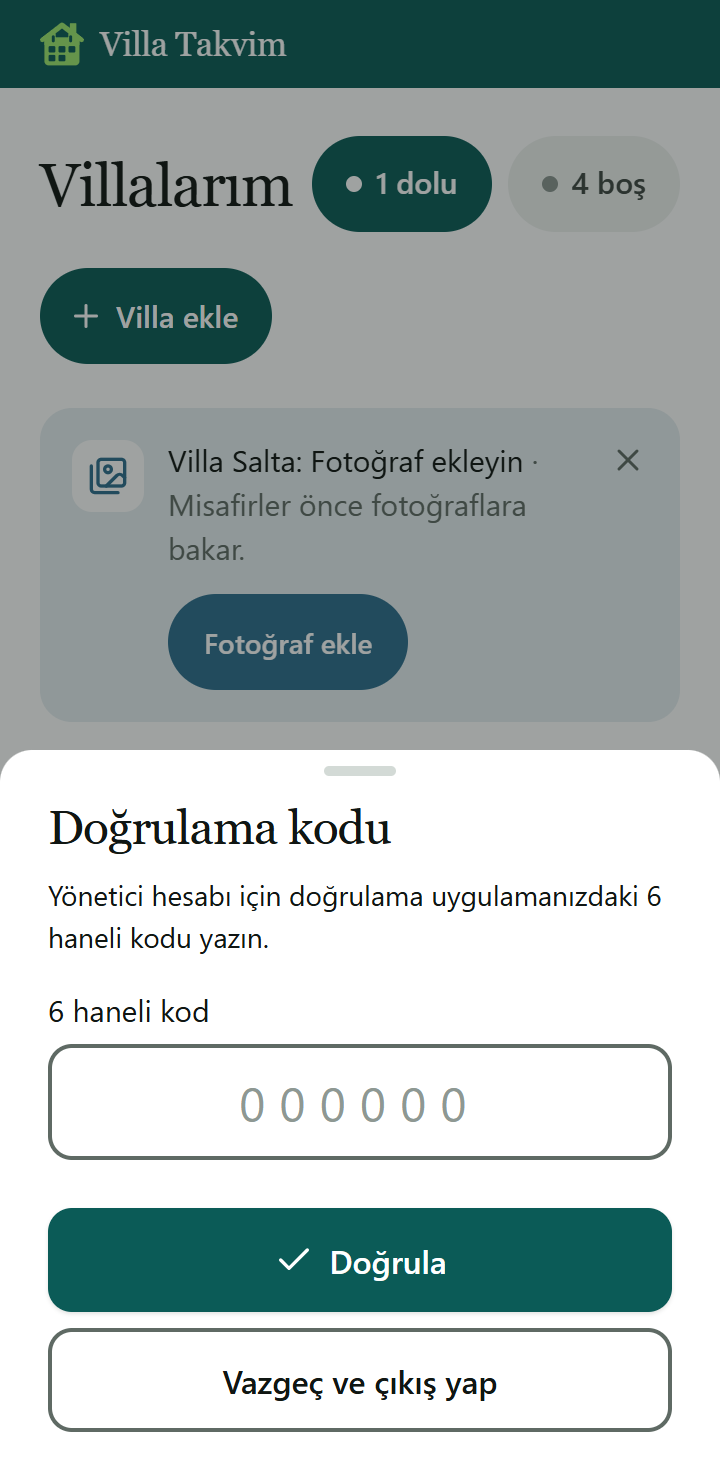 Villa Takvim
Villalarım
1 dolu
4 boş
Villa ekle
Villa Salta: Fotoğraf ekleyin ·
Misafirler önce fotoğraflara
bakar.
Fotoğraf ekle
Doğrulama kodu
Yönetici hesabı için doğrulama uygulamanızdaki 6
haneli kodu yazın.
6 haneli kod
000000
Doğrula
Vazgeç ve çıkış yap